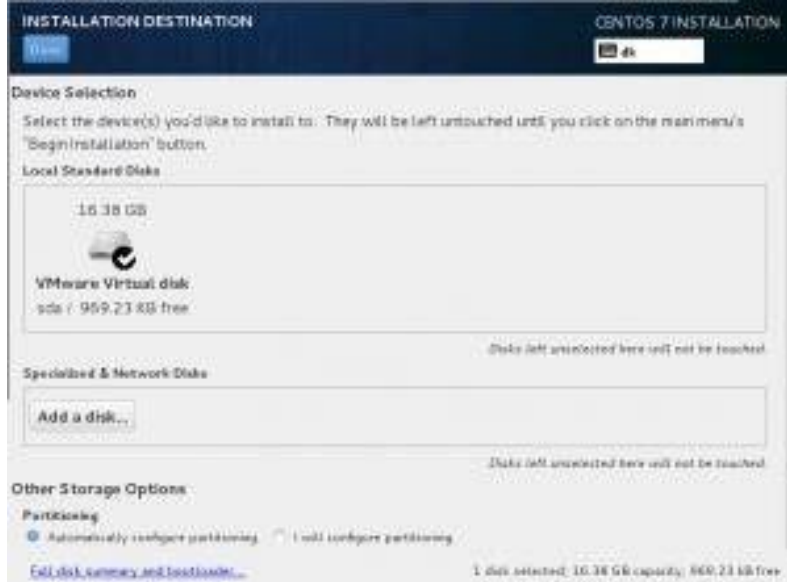 INSTALLATION DESTINATION
CENTOS 7 INSTALLATION
Done
dk
Device Selection
Select the device(s) you'd like to install to. They will be left untouched until you click on the main menu's
"Begin Installation" button.
Local Standard Disks
16.38 GB
VMware Virtual disk
sda / 969.23 KB free
Disks left unselected here will not be touched.
Specialized & Network Disks
Add a disk...
Disks left unselected here will not be touched.
Other Storage Options
Partitioning
Automatically configure partitioning. I will configure partitioning.
Full disk summary and bootloader...
1 disk selected; 16.38 GB capacity; 969.23 KB free